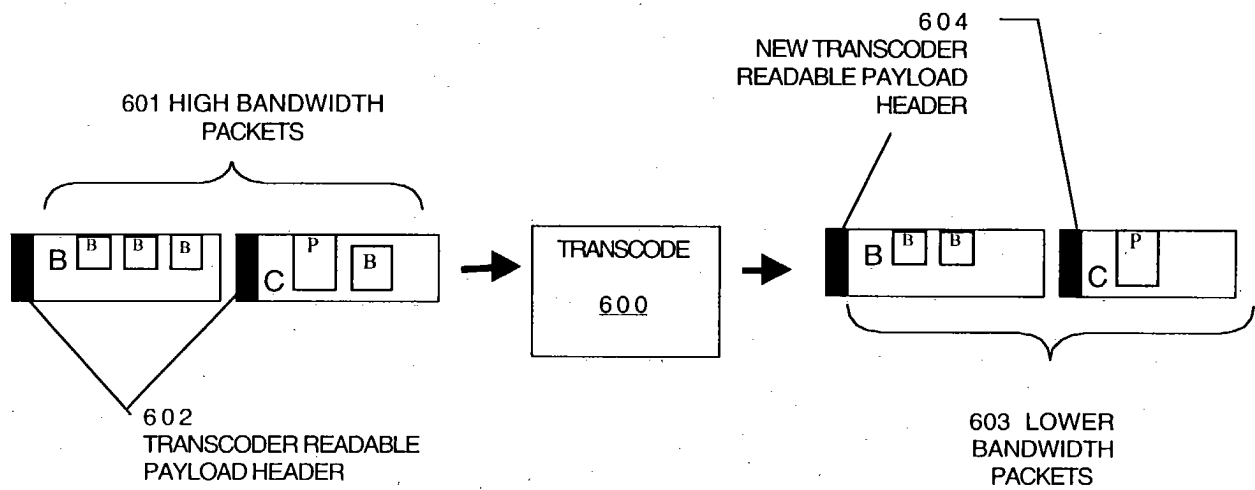 604
NEW TRANSCODER
READABLE PAYLOAD
HEADER
601 HIGH BANDWIDTH
PACKETS
B B B B
C P B
TRANSCODE
600
B B B
C P
602
TRANSCODER READABLE
PAYLOAD HEADER
603 LOWER
BANDWIDTH
PACKETS